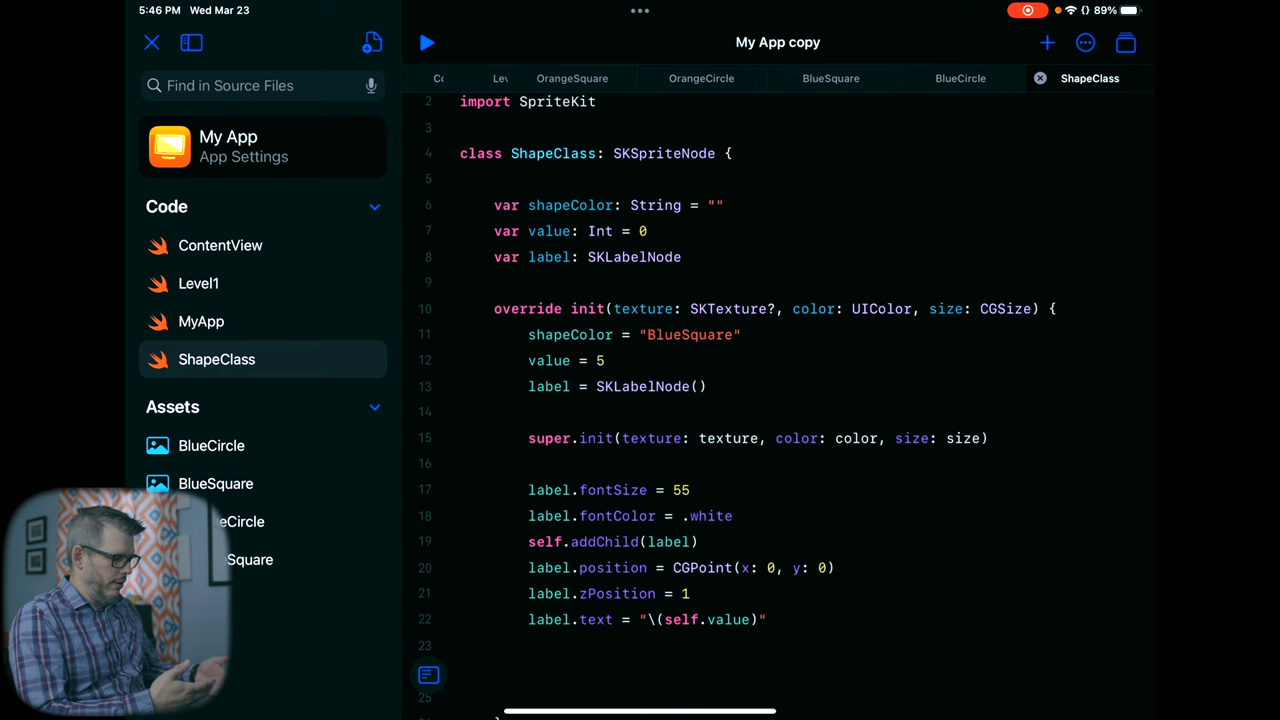 5:46 PM Wed Mar 23
89%
My App copy
Find in Source Files
OrangeSquare
OrangeCircle
BlueSquare
BlueCircle
ShapeClass
My App
App Settings
Code
ContentView
Level1
MyApp
ShapeClass
Assets
BlueCircle
BlueSquare
eCircle
Square
2 import SpriteKit
3
4 class ShapeClass: SKSpriteNode {
5
6 var shapeColor: String = ""
7 var value: Int = 0
8 var label: SKLabelNode
9
10 override init(texture: SKTexture?, color: UIColor, size: CGSize) {
11 shapeColor = "BlueSquare"
12 value = 5
13 label = SKLabelNode()
14
15 super.init(texture: texture, color: color, size: size)
16
17 label.fontSize = 55
18 label.fontColor = .white
19 self.addChild(label)
20 label.position = CGPoint(x: 0, y: 0)
21 label.zPosition = 1
22 label.text = "\(self.value)"
23
25